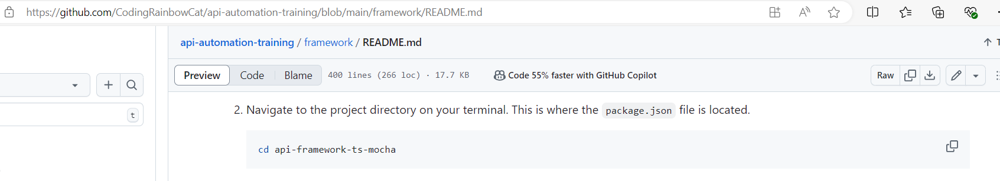 https://github.com/CodingRainbowCat/api-automation-training/blob/main/framework/README.md
api-automation-training / framework / README.md
Preview Code Blame 400 lines (266 loc) · 17.7 KB Code 55% faster with GitHub Copilot Raw
t
2. Navigate to the project directory on your terminal. This is where the package.json file is located.
cd api-framework-ts-mocha